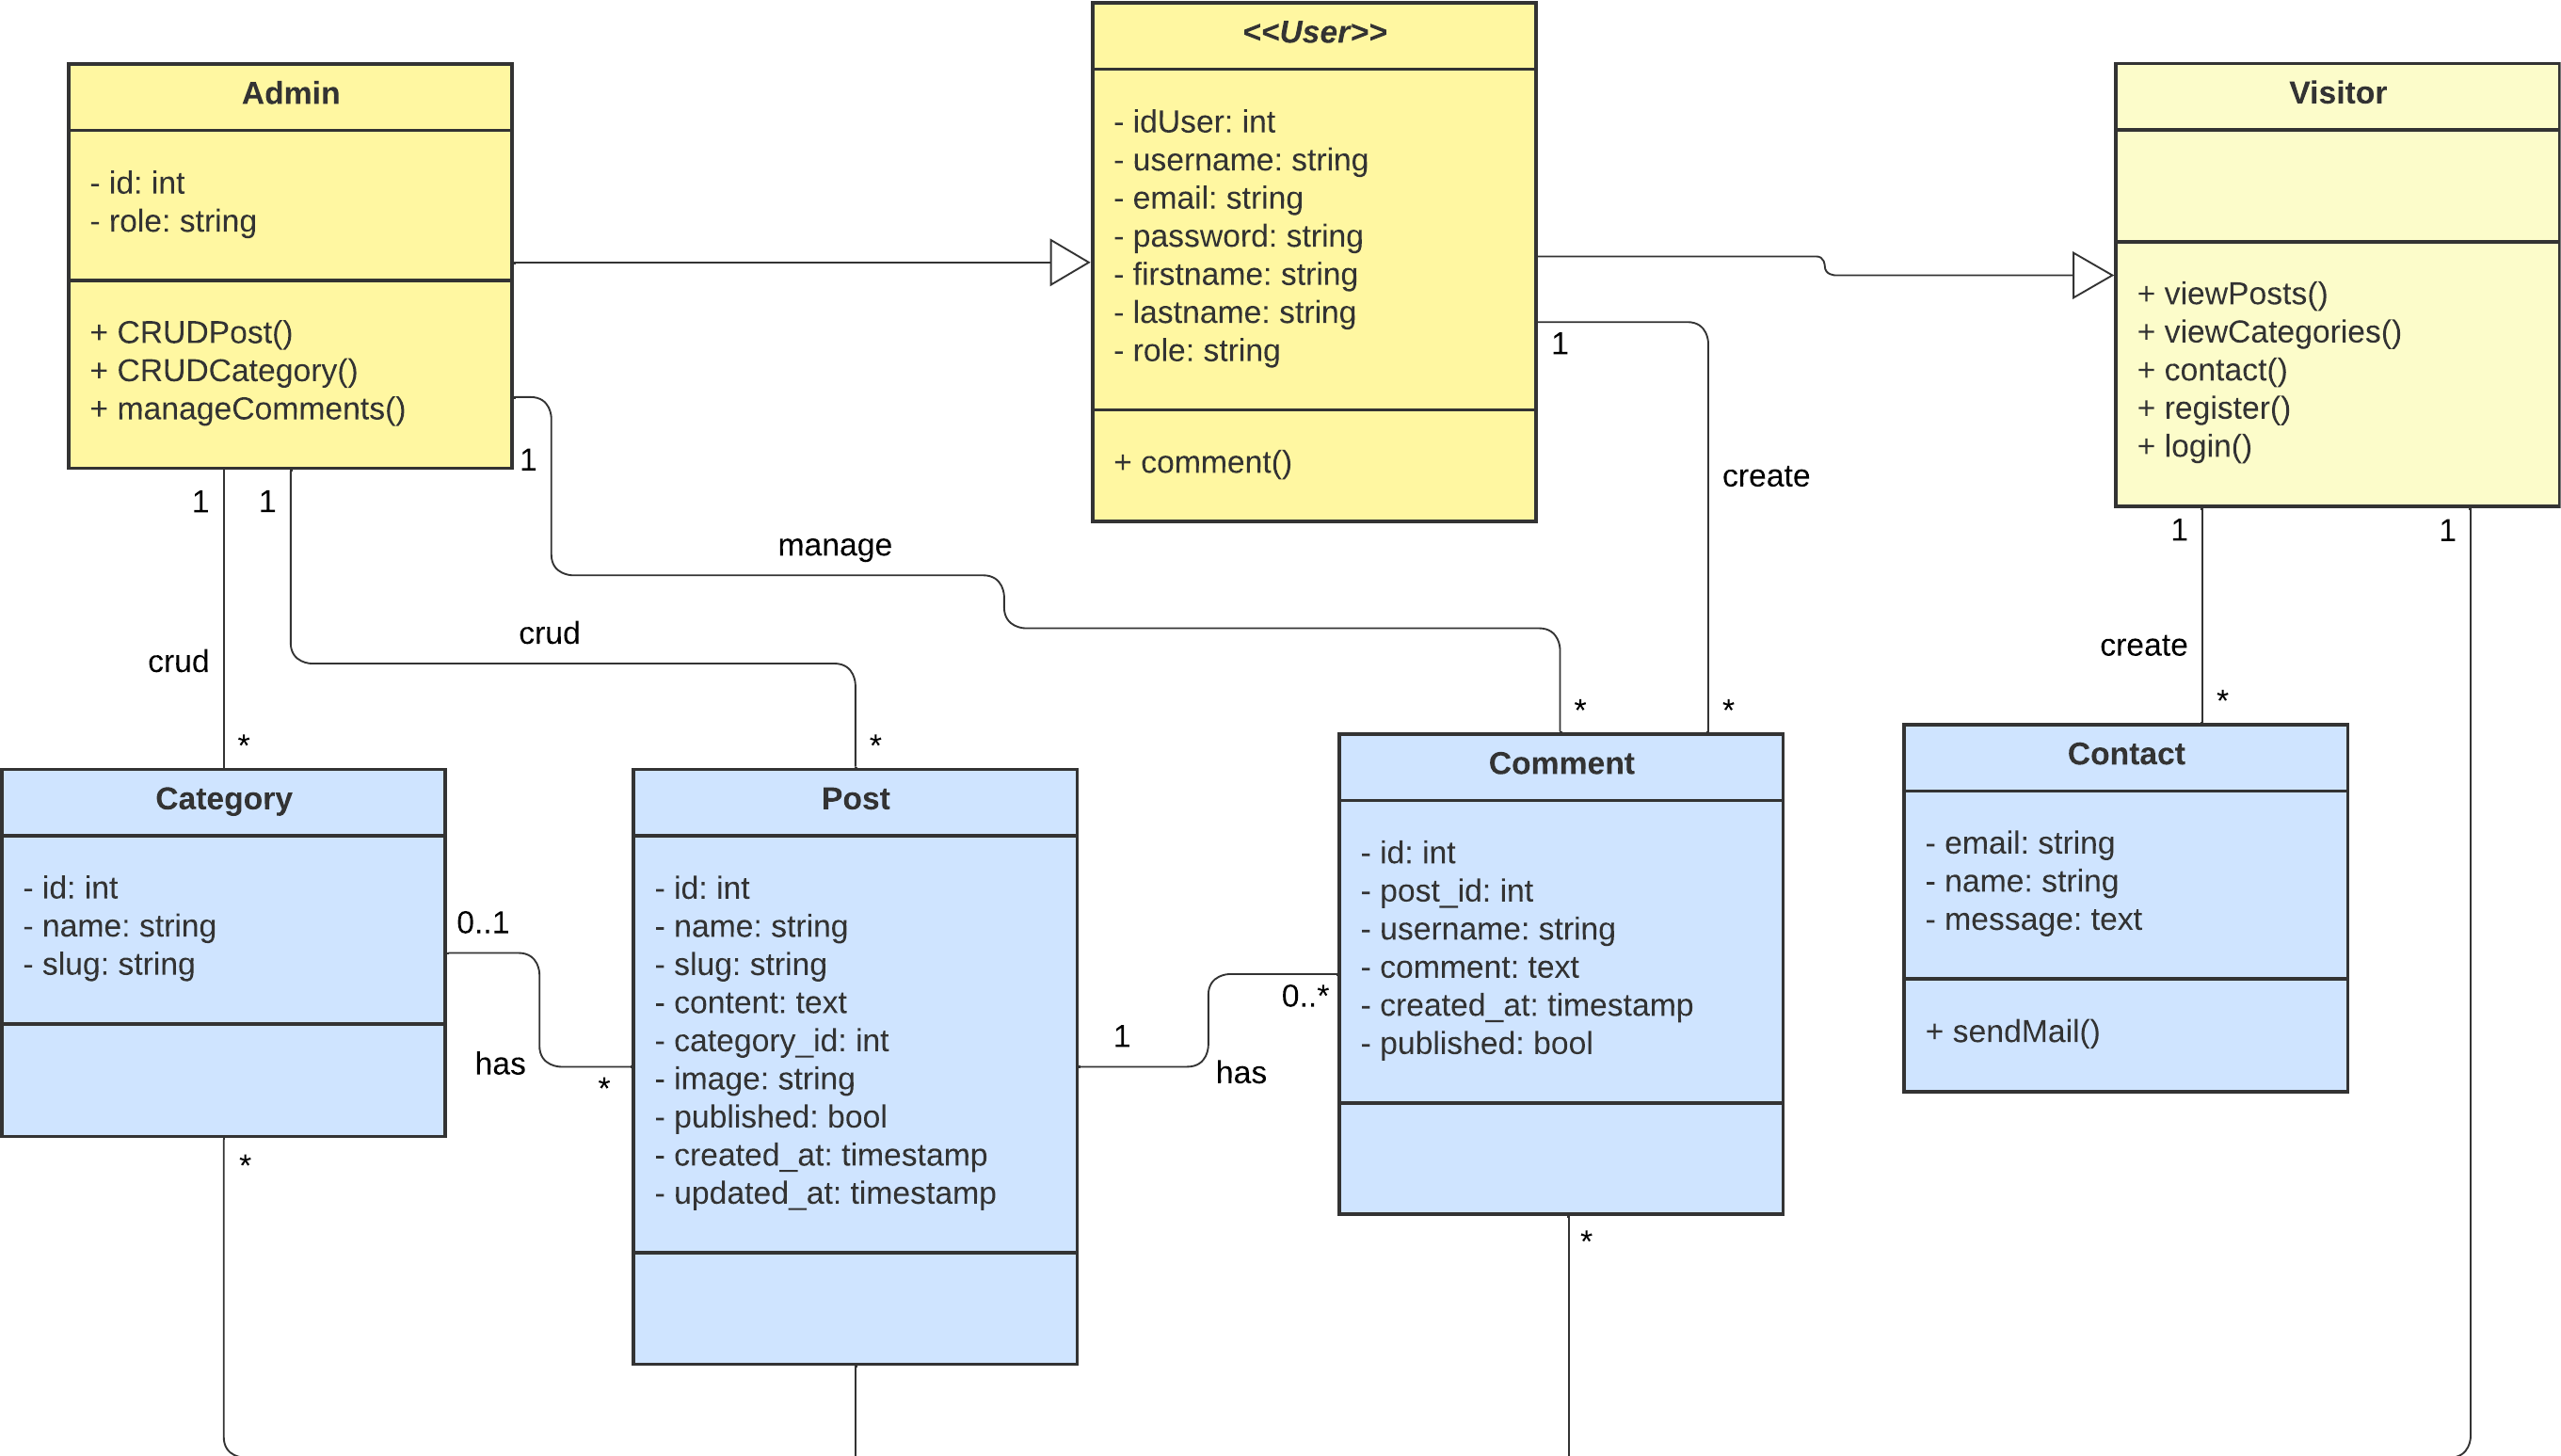 <<User>>
- idUser: int
- username: string
- email: string
- password: string
- firstname: string
- lastname: string
- role: string
+ comment()
Admin
- id: int
- role: string
+ CRUDPost()
+ CRUDCategory()
+ manageComments()
Visitor
+ viewPosts()
+ viewCategories()
+ contact()
+ register()
+ login()
1
1
1
manage
crud
crud
*
*
1
create
*
*
1
create
*
1
Category
- id: int
- name: string
- slug: string
0..1
has
*
*
Post
- id: int
- name: string
- slug: string
- content: text
- category_id: int
- image: string
- published: bool
- created_at: timestamp
- updated_at: timestamp
1
has
0..*
Comment
- id: int
- post_id: int
- username: string
- comment: text
- created_at: timestamp
- published: bool
*
Contact
- email: string
- name: string
- message: text
+ sendMail()